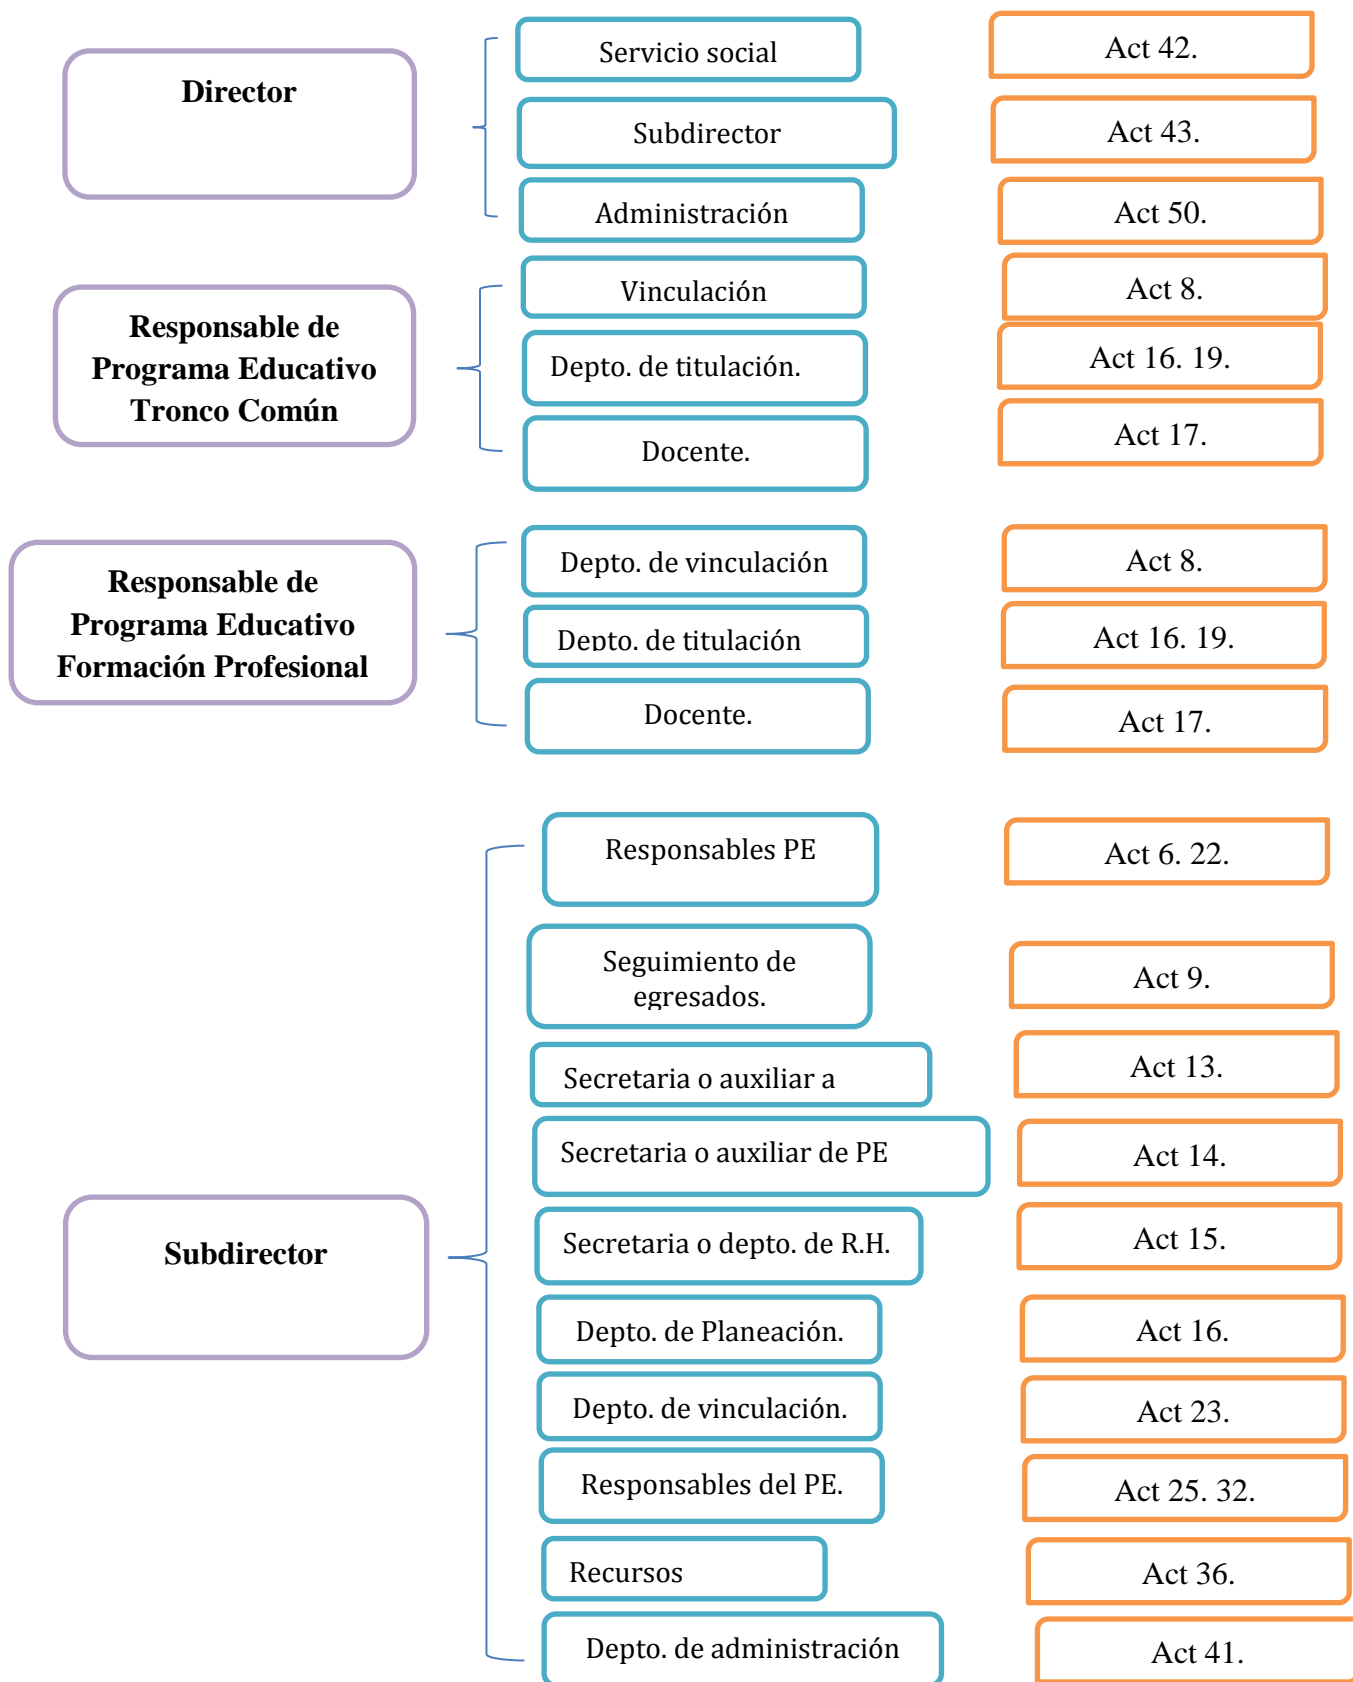 Director
Servicio social
Act 42.
Subdirector
Act 43.
Administración
Act 50.
Responsable de
Programa Educativo
Tronco Común
Vinculación
Act 8.
Depto. de titulación.
Act 16. 19.
Docente.
Act 17.
Responsable de
Programa Educativo
Formación Profesional
Depto. de vinculación
Act 8.
Depto. de titulación
Act 16. 19.
Docente.
Act 17.
Subdirector
Responsables PE
Act 6. 22.
Seguimiento de
egresados.
Act 9.
Secretaria o auxiliar a
Act 13.
Secretaria o auxiliar de PE
Act 14.
Secretaria o depto. de R.H.
Act 15.
Depto. de Planeación.
Act 16.
Depto. de vinculación.
Act 23.
Responsables del PE.
Act 25. 32.
Recursos
Act 36.
Depto. de administración
Act 41.